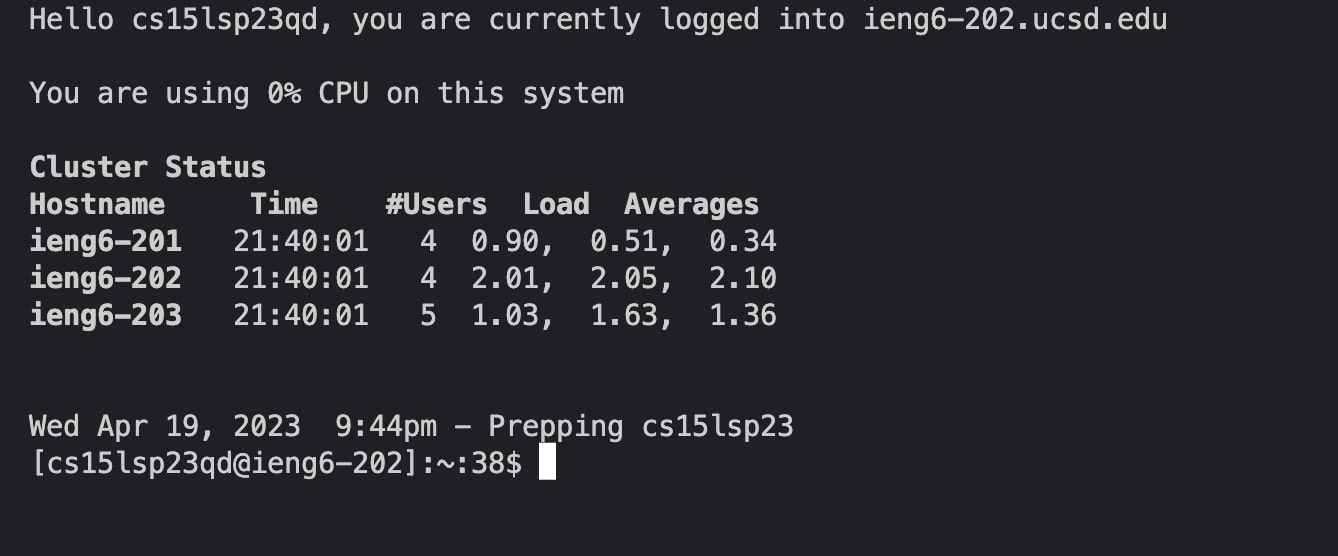 Hello cs15lsp23qd, you are currently logged into ieng6-202.ucsd.edu
You are using 0% CPU on this system
Cluster Status
Hostname     Time    #Users  Load  Averages
ieng6-201   21:40:01   4  0.90,  0.51,  0.34
ieng6-202   21:40:01   4  2.01,  2.05,  2.10
ieng6-203   21:40:01   5  1.03,  1.63,  1.36
Wed Apr 19, 2023  9:44pm - Prepping cs15lsp23
[cs15lsp23qd@ieng6-202]:~:38$